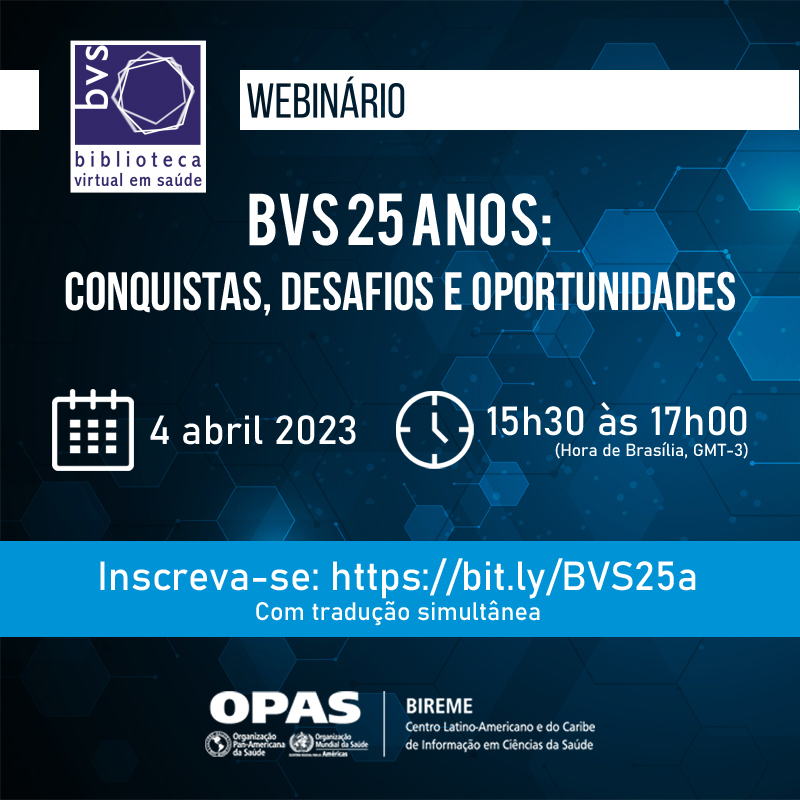 bvs
biblioteca
virtual em saúde
WEBINÁRIO
BVS 25 ANOS:
CONQUISTAS, DESAFIOS E OPORTUNIDADES
4 abril 2023
15h30 às 17h00
(Hora de Brasília, GMT-3)
Inscreva-se: https://bit.ly/BVS25a
Com tradução simultânea
OPAS
Organização
Pan-Americana
da Saúde
Organização
Mundial da Saúde
Américas
BIREME
Centro Latino-Americano e do Caribe
de Informação em Ciências da Saúde